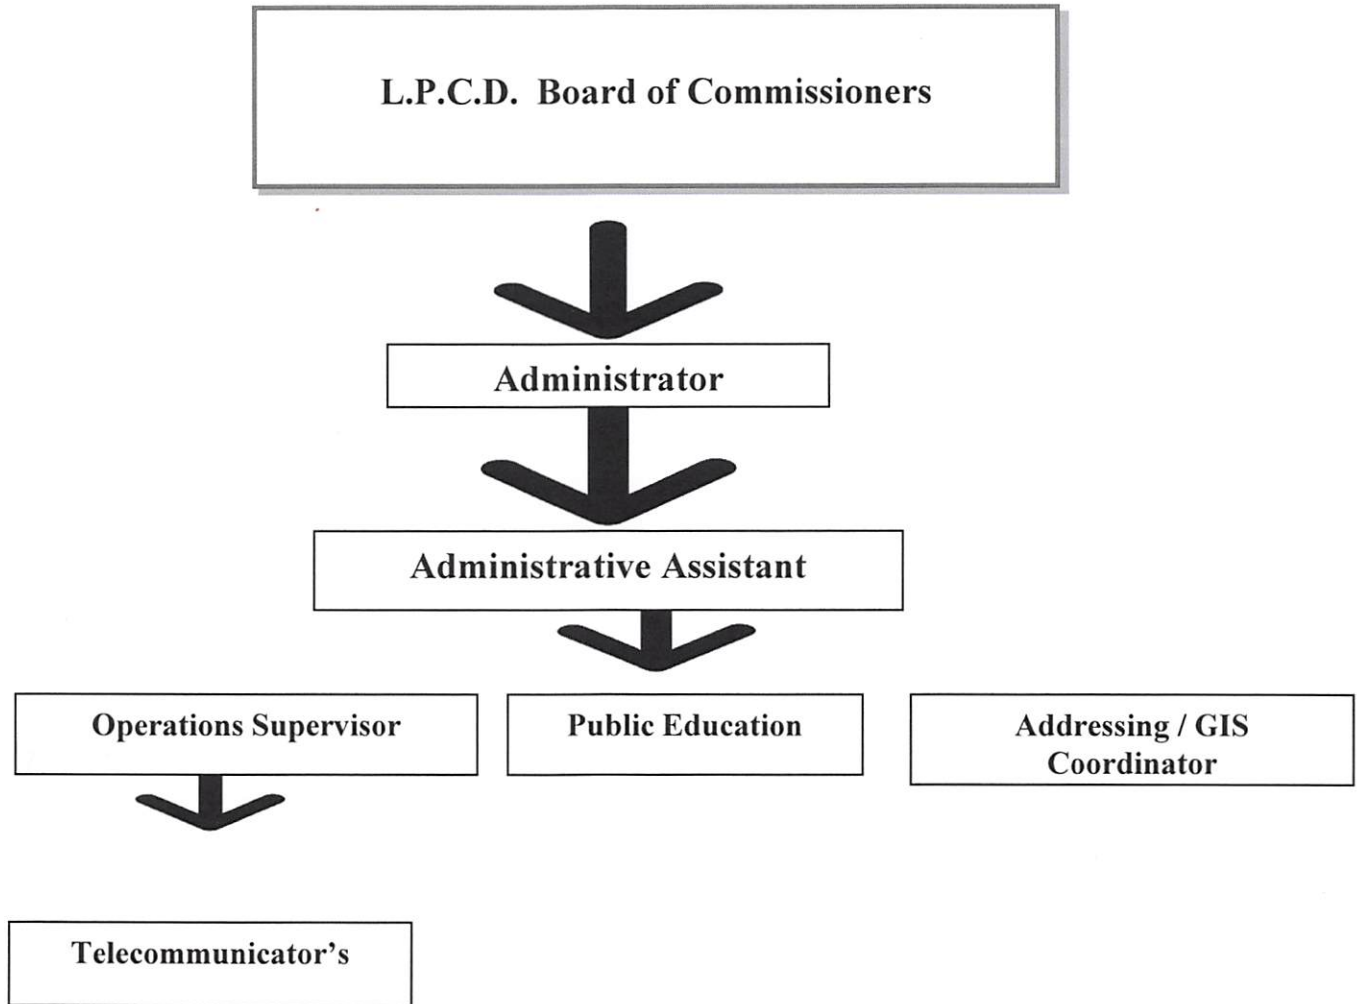 L.P.C.D.  Board of Commissioners
Administrator
Administrative Assistant
Operations Supervisor
Public Education
Addressing / GIS
Coordinator
Telecommunicator’s